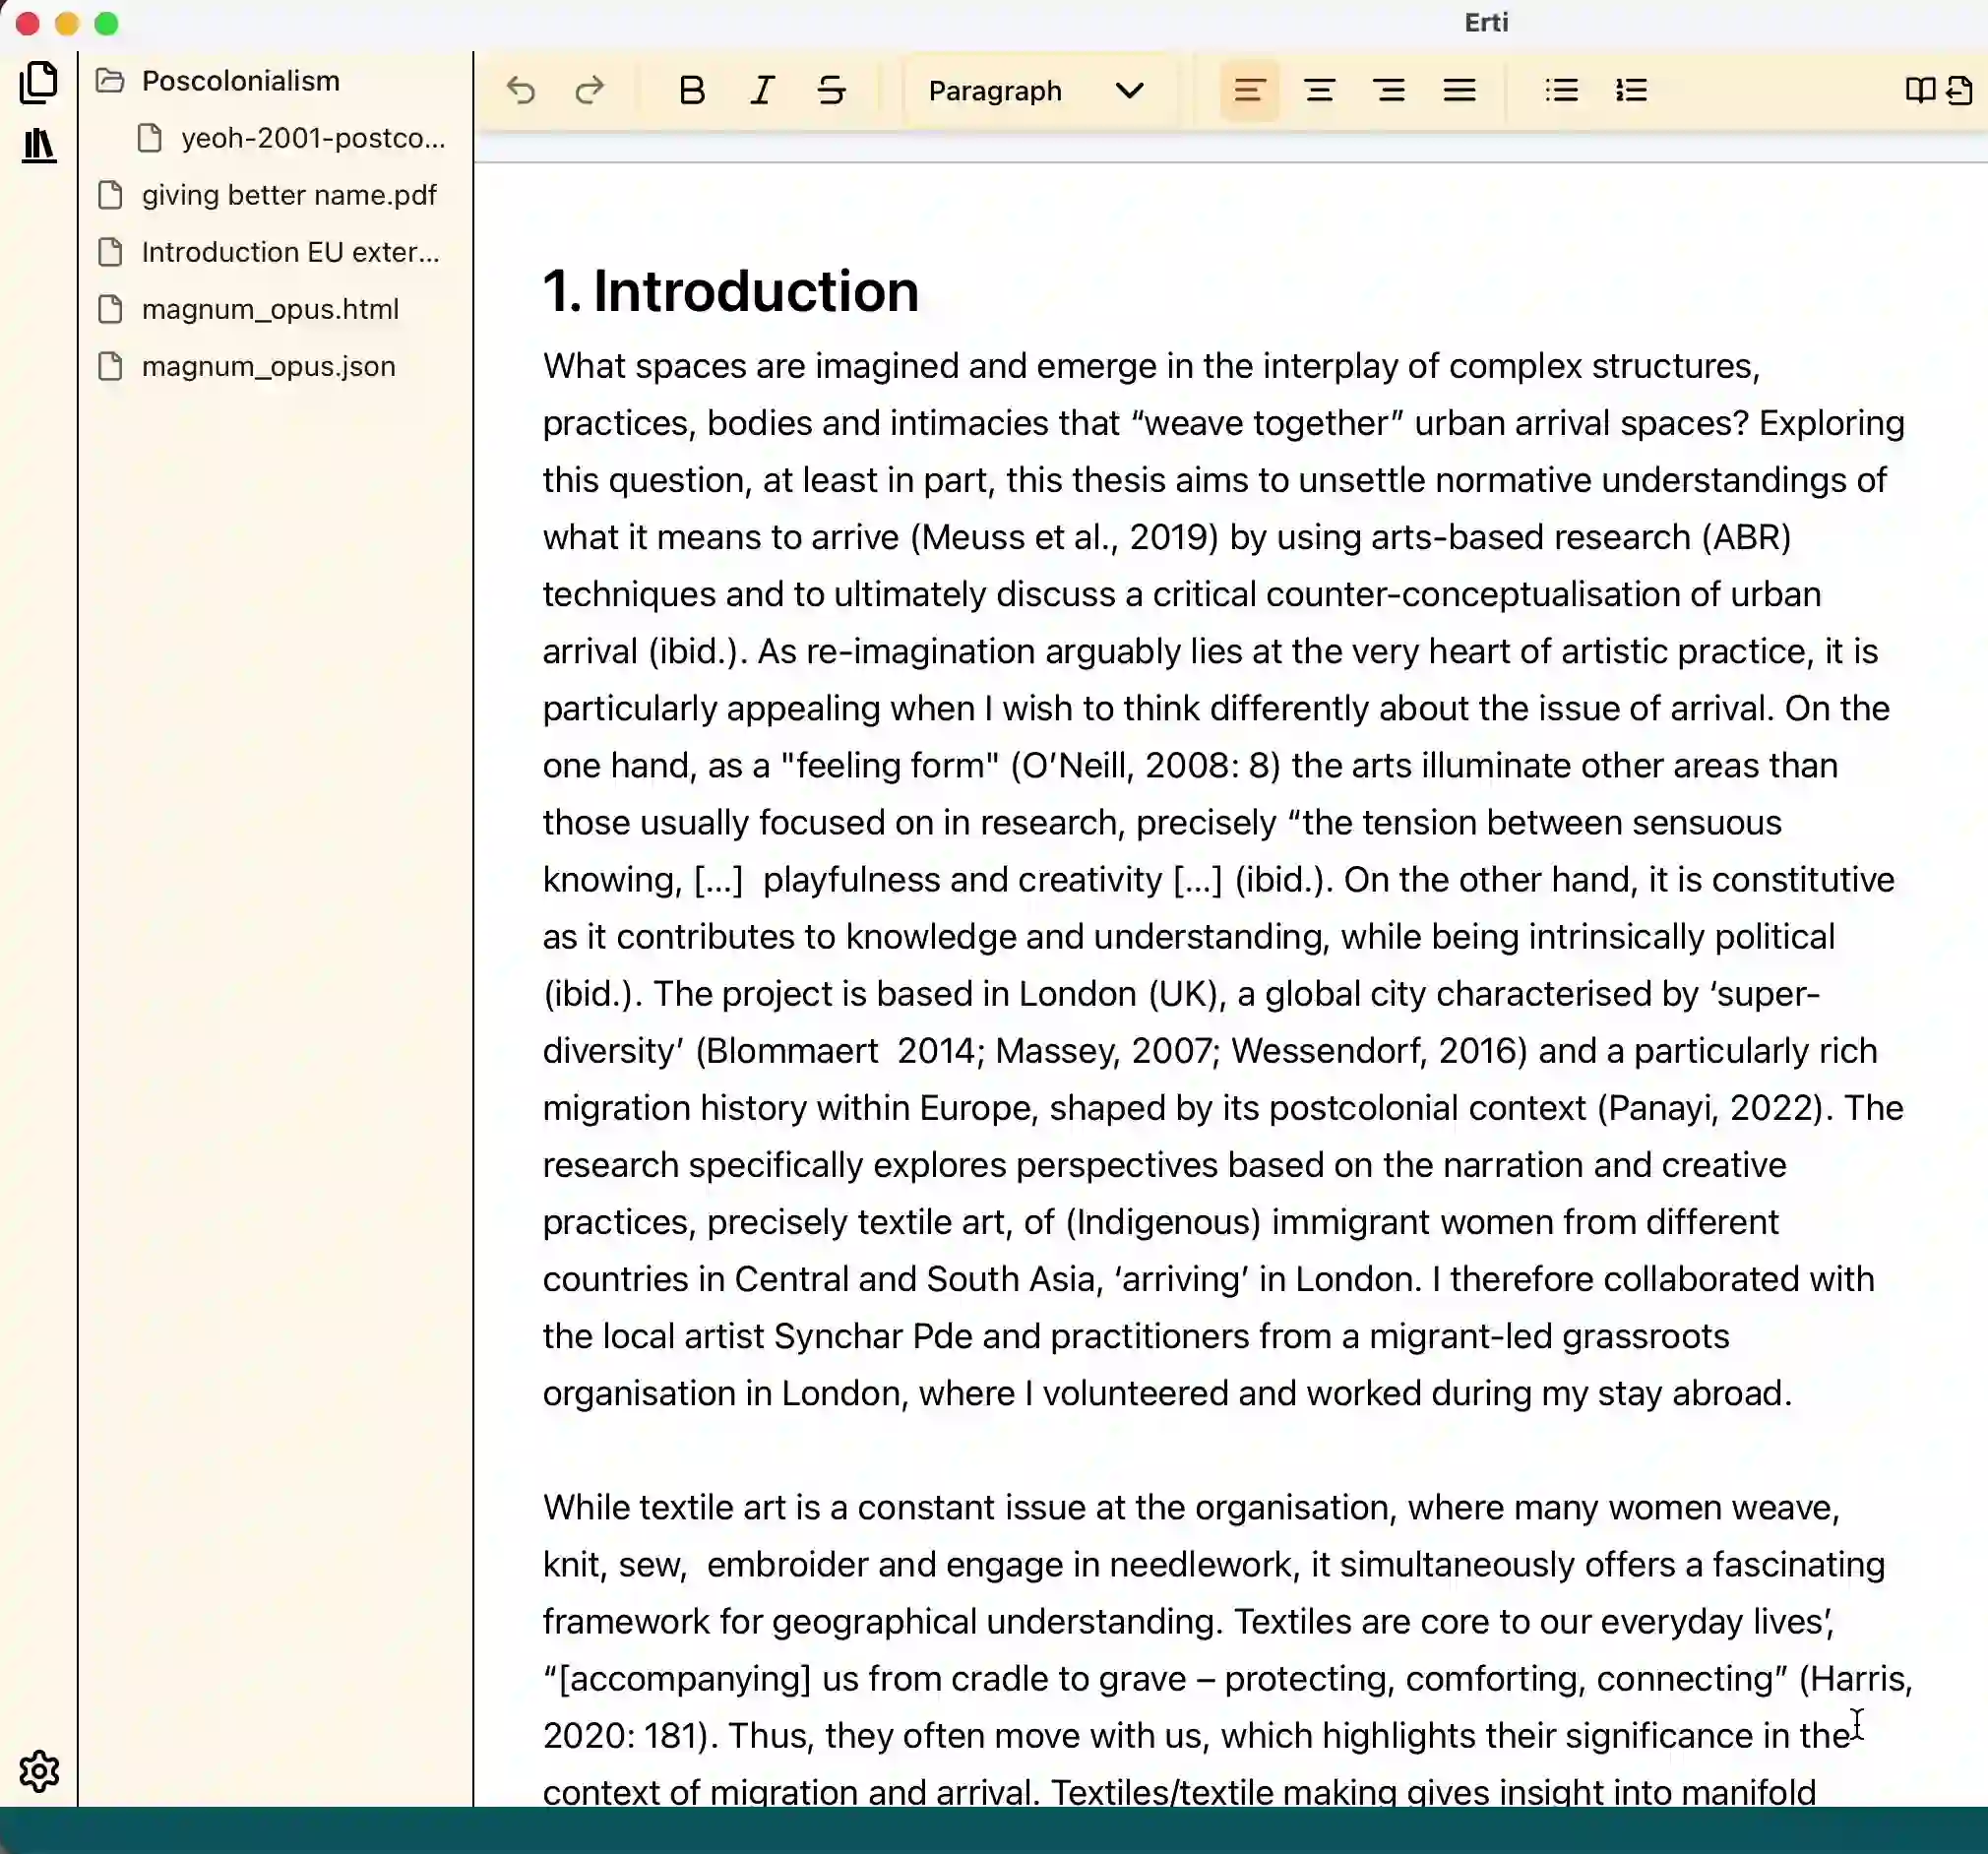 Erti
Poscolonialism
yeoh-2001-postco...
giving better name.pdf
Introduction EU exter...
magnum_opus.html
magnum_opus.json
B I S Paragraph
1. Introduction
What spaces are imagined and emerge in the interplay of complex structures,
practices, bodies and intimacies that “weave together” urban arrival spaces? Exploring
this question, at least in part, this thesis aims to unsettle normative understandings of
what it means to arrive (Meuss et al., 2019) by using arts-based research (ABR)
techniques and to ultimately discuss a critical counter-conceptualisation of urban
arrival (ibid.). As re-imagination arguably lies at the very heart of artistic practice, it is
particularly appealing when I wish to think differently about the issue of arrival. On the
one hand, as a "feeling form" (O’Neill, 2008: 8) the arts illuminate other areas than
those usually focused on in research, precisely “the tension between sensuous
knowing, [...]  playfulness and creativity [...] (ibid.). On the other hand, it is constitutive
as it contributes to knowledge and understanding, while being intrinsically political
(ibid.). The project is based in London (UK), a global city characterised by ‘super-
diversity’ (Blommaert  2014; Massey, 2007; Wessendorf, 2016) and a particularly rich
migration history within Europe, shaped by its postcolonial context (Panayi, 2022). The
research specifically explores perspectives based on the narration and creative
practices, precisely textile art, of (Indigenous) immigrant women from different
countries in Central and South Asia, ‘arriving’ in London. I therefore collaborated with
the local artist Synchar Pde and practitioners from a migrant-led grassroots
organisation in London, where I volunteered and worked during my stay abroad.
While textile art is a constant issue at the organisation, where many women weave,
knit, sew,  embroider and engage in needlework, it simultaneously offers a fascinating
framework for geographical understanding. Textiles are core to our everyday lives’,
“[accompanying] us from cradle to grave – protecting, comforting, connecting” (Harris,
2020: 181). Thus, they often move with us, which highlights their significance in the
context of migration and arrival. Textiles/textile making gives insight into manifold